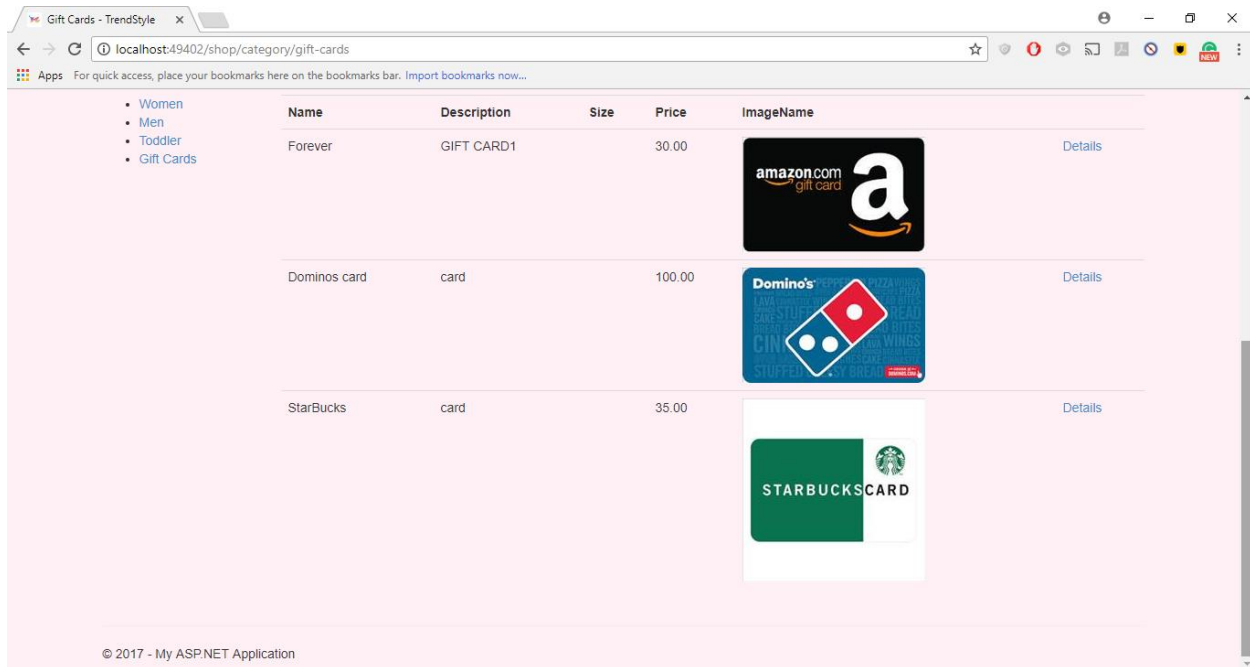 Gift Cards - TrendStyle
localhost:49402/shop/category/gift-cards
NEW
Apps For quick access, place your bookmarks here on the bookmarks bar. Import bookmarks now...
Women
Men
Toddler
Gift Cards
Name Description Size Price ImageName
Forever GIFT CARD1 30.00 Details
amazon.com
gift card
a
Dominos card card 100.00 Details
Domino's
StarBucks card 35.00 Details
STARBUCKSCARD
© 2017 - My ASP.NET Application